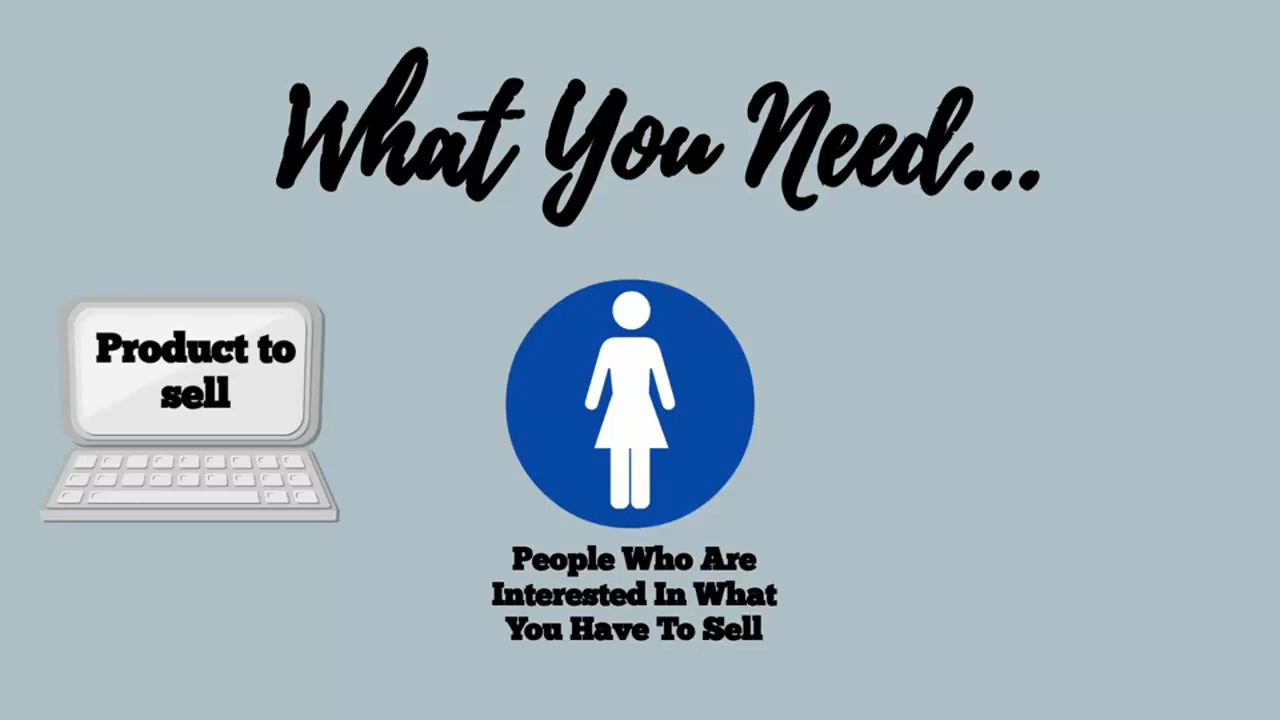 What You Need...
Product to
sell
People Who Are
Interested In What
You Have To Sell